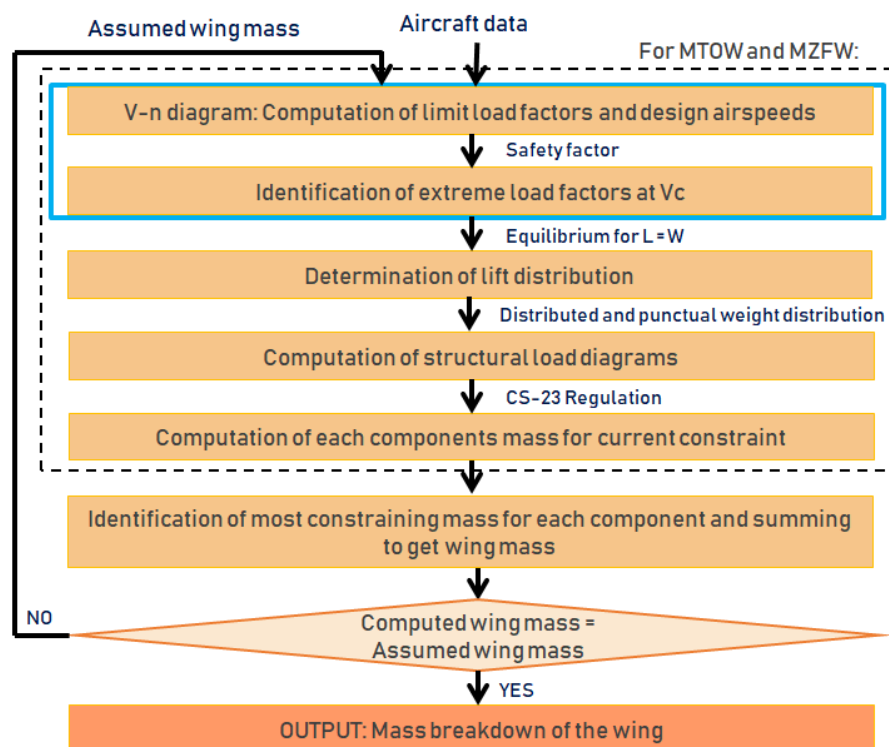 Assumed wing mass
Aircraft data
For MTOW and MZFW:
V-n diagram: Computation of limit load factors and design airspeeds
Safety factor
Identification of extreme load factors at Vc
Equilibrium for L = W
Determination of lift distribution
Distributed and punctual weight distribution
Computation of structural load diagrams
CS-23 Regulation
Computation of each components mass for current constraint
Identification of most constraining mass for each component and summing
to get wing mass
NO
Computed wing mass =
Assumed wing mass
YES
OUTPUT: Mass breakdown of the wing